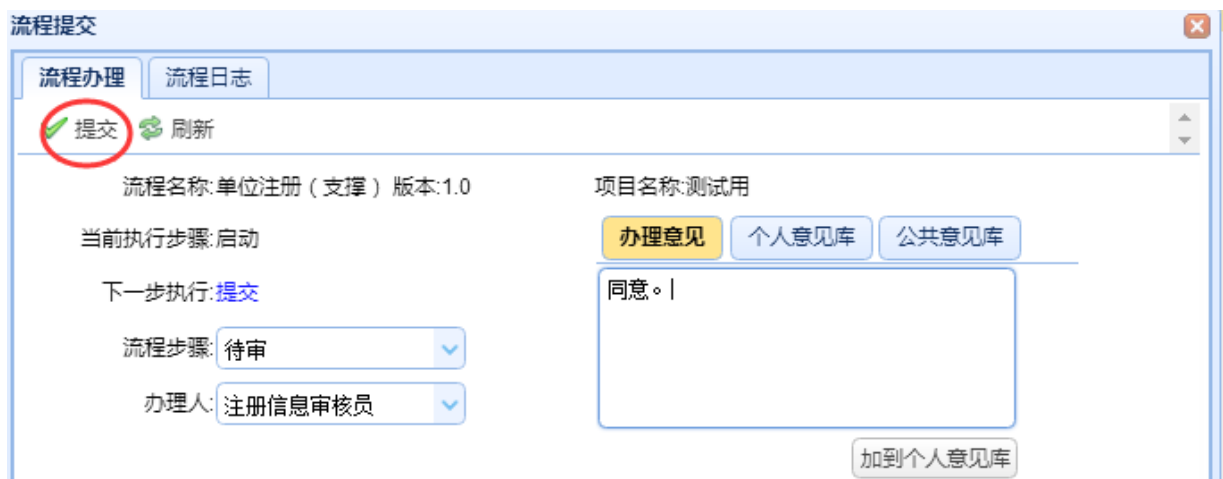 流程提交
流程办理 流程日志
提交 刷新
流程名称:单位注册(支撑)版本:1.0 项目名称:测试用
当前执行步骤:启动 办理意见 个人意见库 公共意见库
下一步执行:提交 同意。
流程步骤: 待审
办理人: 注册信息审核员
加到个人意见库